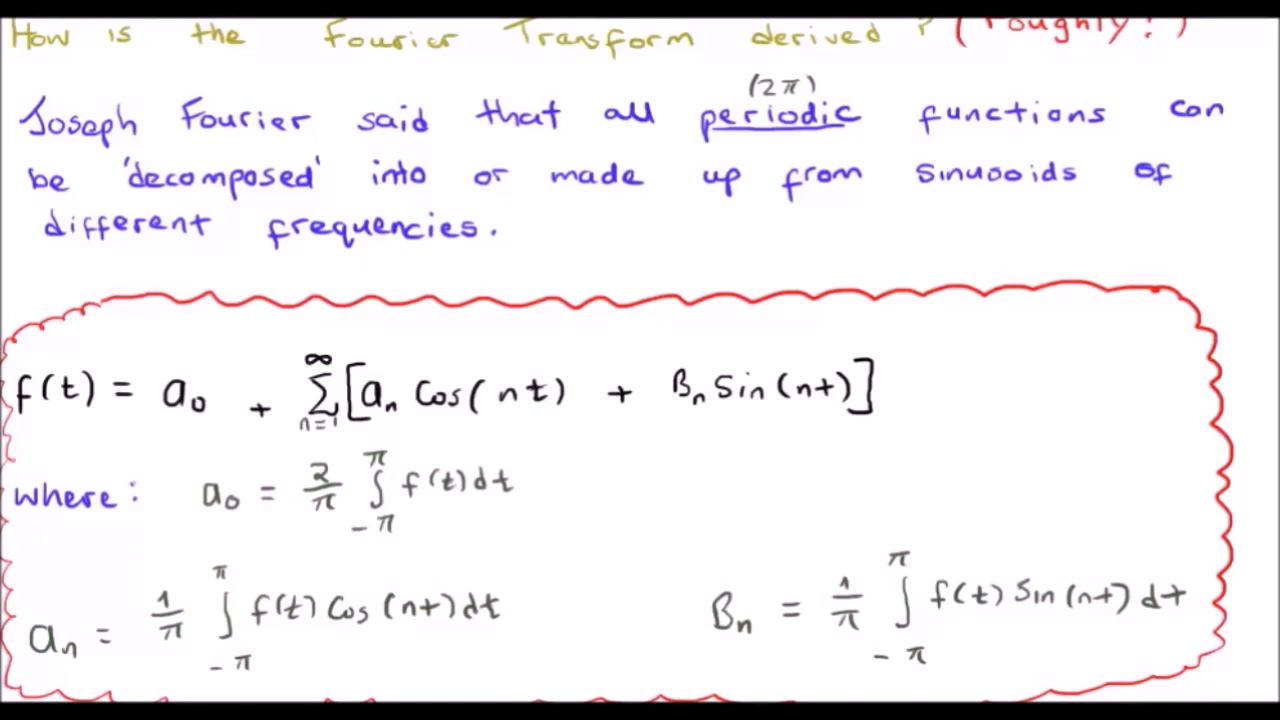 How is the Fourier Transform derived? (roughly!)
(2π)
Joseph Fourier said that all periodic functions can
be 'decomposed' into or made up from sinusoids of
different frequencies.
f(t) = a₀ + ∞∑n=1 [aₙ Cos(nt) + Bₙ Sin(nt)]
where: a₀ = 2/π ∫_{-π}^{π} f(t)dt
aₙ = 1/π ∫_{-π}^{π} f(t) Cos(nt)dt   Bₙ = 1/π ∫_{-π}^{π} f(t) Sin(nt) dt